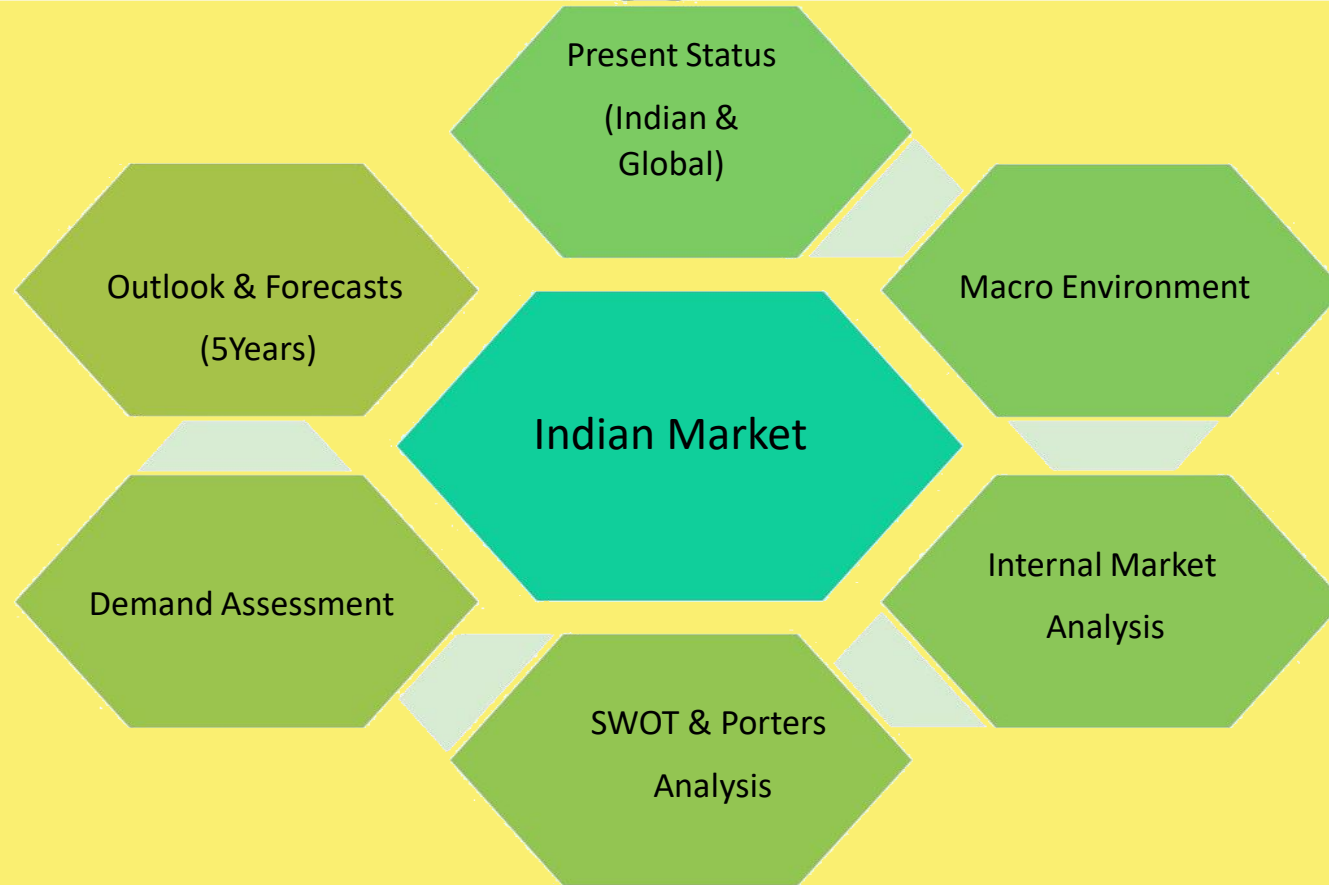 Present Status
(Indian &
Global)
Macro Environment
Internal Market
Analysis
SWOT & Porters
Analysis
Demand Assessment
Outlook & Forecasts
(5Years)
Indian Market